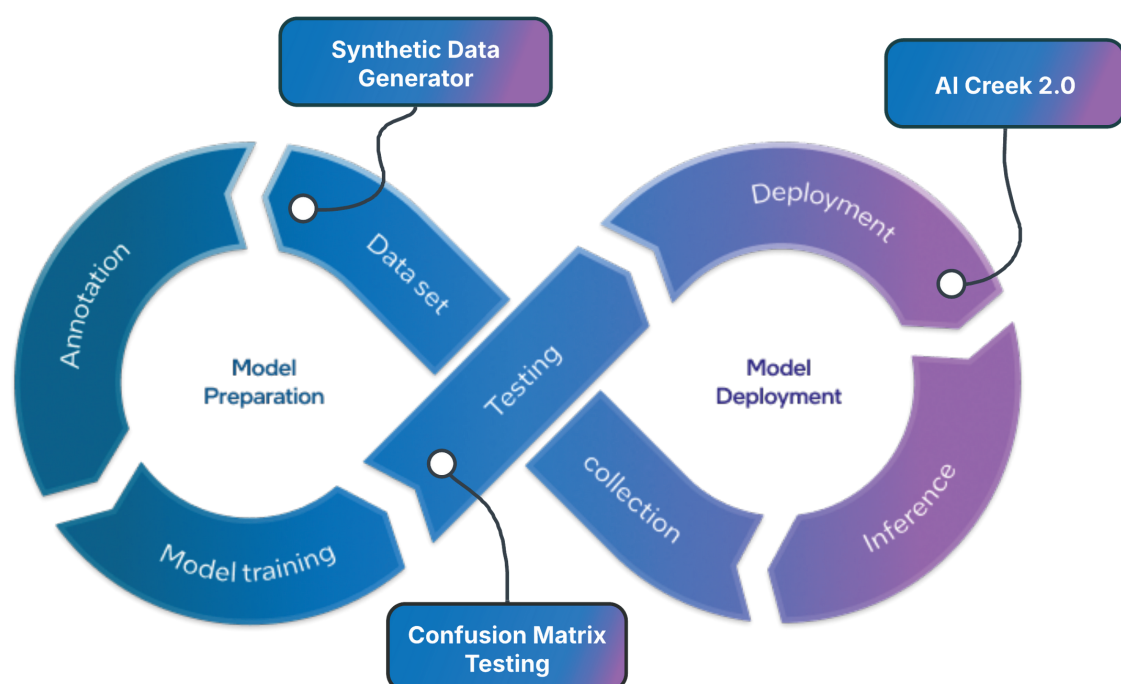 Synthetic Data
Generator
AI Creek 2.0
Annotation
Data set
Deployment
Model
Preparation
Testing
Model
Deployment
Model training
collection
Inference
Confusion Matrix
Testing